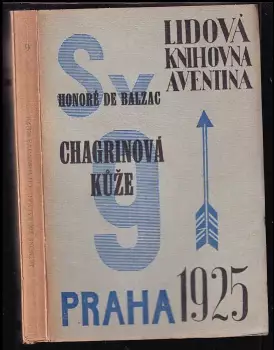 LIDOVÁ
KNIHOVNA
AVENTINA
Sv
9
HONORÉ DE BALZAC
CHAGRINOVÁ
KŮŽE
PRAHA 1925